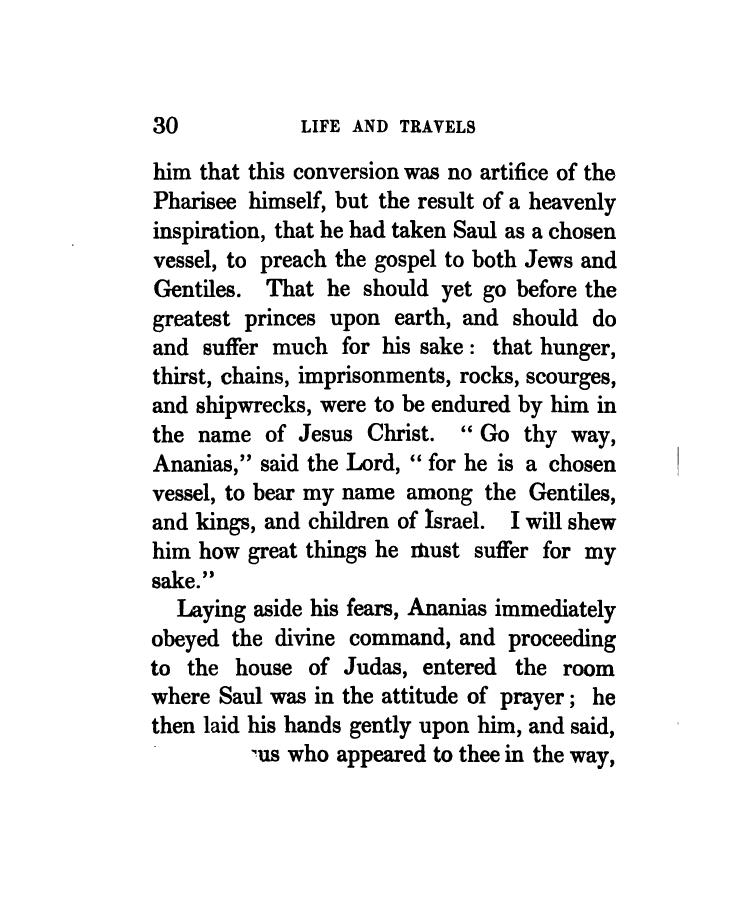 30 LIFE AND TRAVELS
him that this conversion was no artifice of the
Pharisee himself, but the result of a heavenly
inspiration, that he had taken Saul as a chosen
vessel, to preach the gospel to both Jews and
Gentiles. That he should yet go before the
greatest princes upon earth, and should do
and suffer much for his sake : that hunger,
thirst, chains, imprisonments, rocks, scourges,
and shipwrecks, were to be endured by him in
the name of Jesus Christ. “ Go thy way,
Ananias,” said the Lord, “ for he is a chosen
vessel, to bear my name among the Gentiles,
and kings, and children of Israel. I will shew
him how great things he must suffer for my
sake.”
Laying aside his fears, Ananias immediately
obeyed the divine command, and proceeding
to the house of Judas, entered the room
where Saul was in the attitude of prayer ; he
then laid his hands gently upon him, and said,
who appeared to thee in the way,